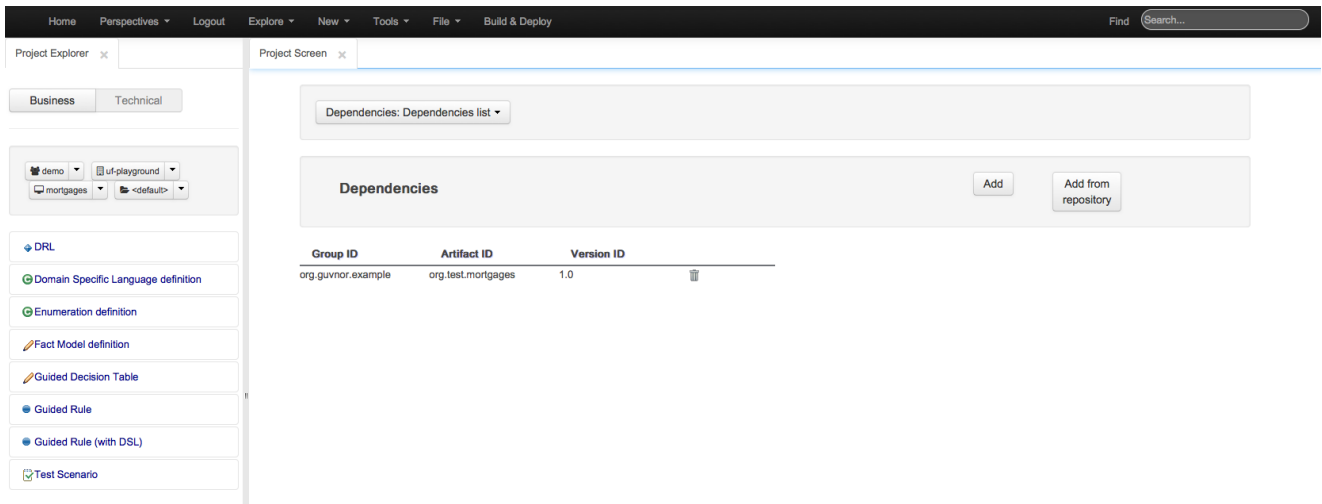 Home Perspectives Logout Explore New Tools File Build & Deploy Find Search...
Project Explorer Project Screen
Business Technical
Dependencies: Dependencies list
demo uf-playground
mortgages <default>
Dependencies Add Add from
repository
DRL
Domain Specific Language definition
Enumeration definition
Fact Model definition
Guided Decision Table
Guided Rule
Guided Rule (with DSL)
Test Scenario
Group ID Artifact ID Version ID
org.guvnor.example org.test.mortgages 1.0